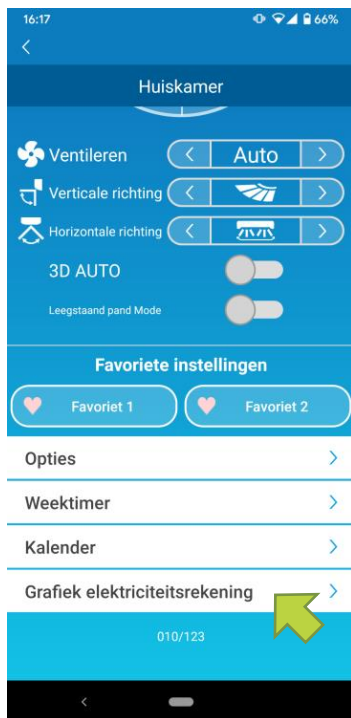 16:17 66%
Huiskamer
Ventileren Auto
Verticale richting
Horizontale richting
3D AUTO
Leegstaand pand Mode
Favoriete instellingen
Favoriet 1 Favoriet 2
Opties
Weektimer
Kalender
Grafiek elektriciteitsrekening
010/123